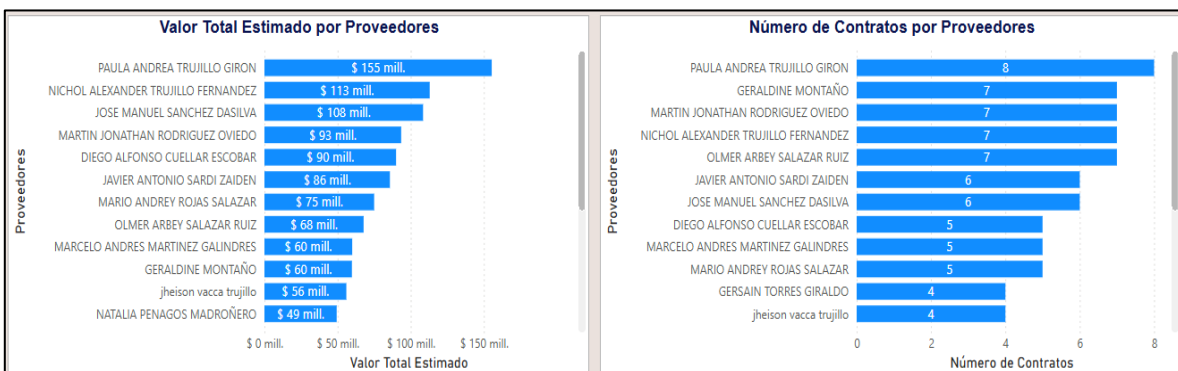 Valor Total Estimado por Proveedores
Proveedores
PAULA ANDREA TRUJILLO GIRON $ 155 mill.
NICHOL ALEXANDER TRUJILLO FERNANDEZ $ 113 mill.
JOSE MANUEL SANCHEZ DASILVA $ 108 mill.
MARTIN JONATHAN RODRIGUEZ OVIEDO $ 93 mill.
DIEGO ALFONSO CUELLAR ESCOBAR $ 90 mill.
JAVIER ANTONIO SARDI ZAIDEN $ 86 mill.
MARIO ANDREY ROJAS SALAZAR $ 75 mill.
OLMER ARBEY SALAZAR RUIZ $ 68 mill.
MARCELO ANDRES MARTINEZ GALINDRES $ 60 mill.
GERALDINE MONTAÑO $ 60 mill.
jheison vacca trujillo $ 56 mill.
NATALIA PENAGOS MADROÑERO $ 49 mill.
$ 0 mill. $ 50 mill. $ 100 mill. $ 150 mill.
Valor Total Estimado
Número de Contratos por Proveedores
Proveedores
PAULA ANDREA TRUJILLO GIRON 8
GERALDINE MONTAÑO 7
MARTIN JONATHAN RODRIGUEZ OVIEDO 7
NICHOL ALEXANDER TRUJILLO FERNANDEZ 7
OLMER ARBEY SALAZAR RUIZ 7
JAVIER ANTONIO SARDI ZAIDEN 6
JOSE MANUEL SANCHEZ DASILVA 6
DIEGO ALFONSO CUELLAR ESCOBAR 5
MARCELO ANDRES MARTINEZ GALINDRES 5
MARIO ANDREY ROJAS SALAZAR 5
GERSAIN TORRES GIRALDO 4
jheison vacca trujillo 4
0 2 4 6 8
Número de Contratos